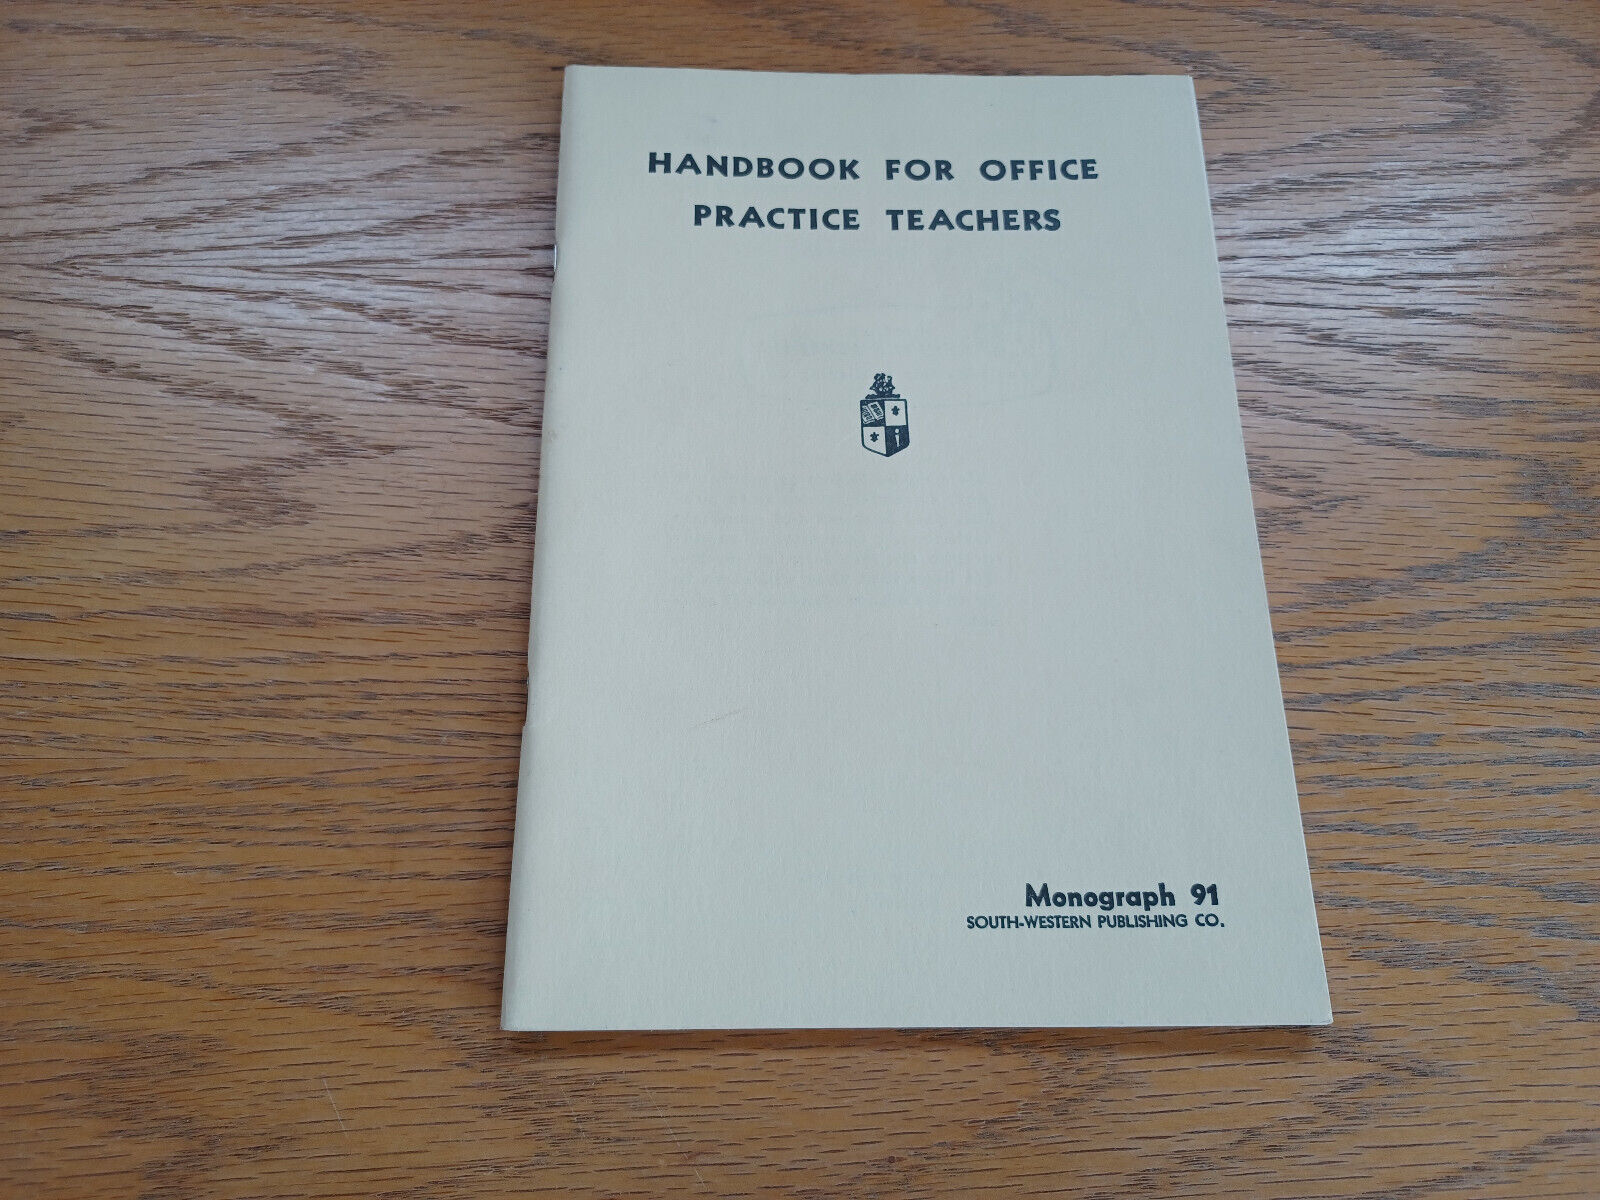 HANDBOOK FOR OFFICE
PRACTICE TEACHERS
Monograph 91
SOUTH-WESTERN PUBLISHING CO.